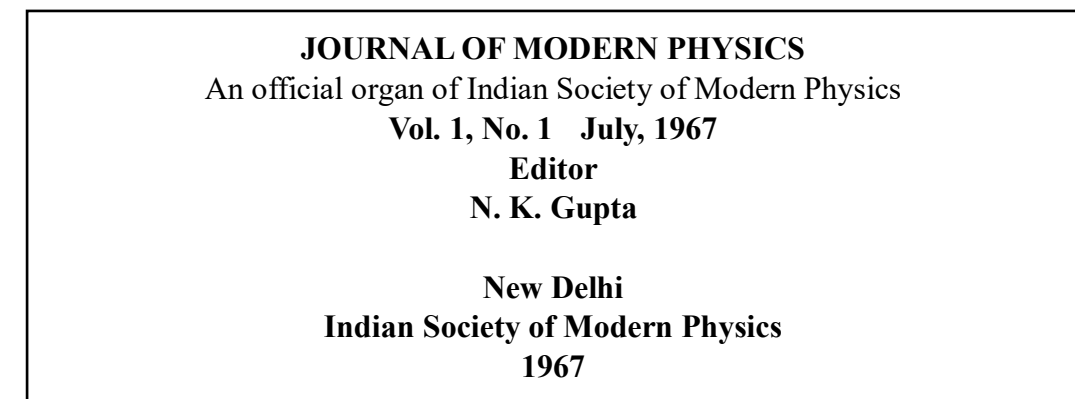 JOURNAL OF MODERN PHYSICS
An official organ of Indian Society of Modern Physics
Vol. 1, No. 1 July, 1967
Editor
N. K. Gupta
New Delhi
Indian Society of Modern Physics
1967